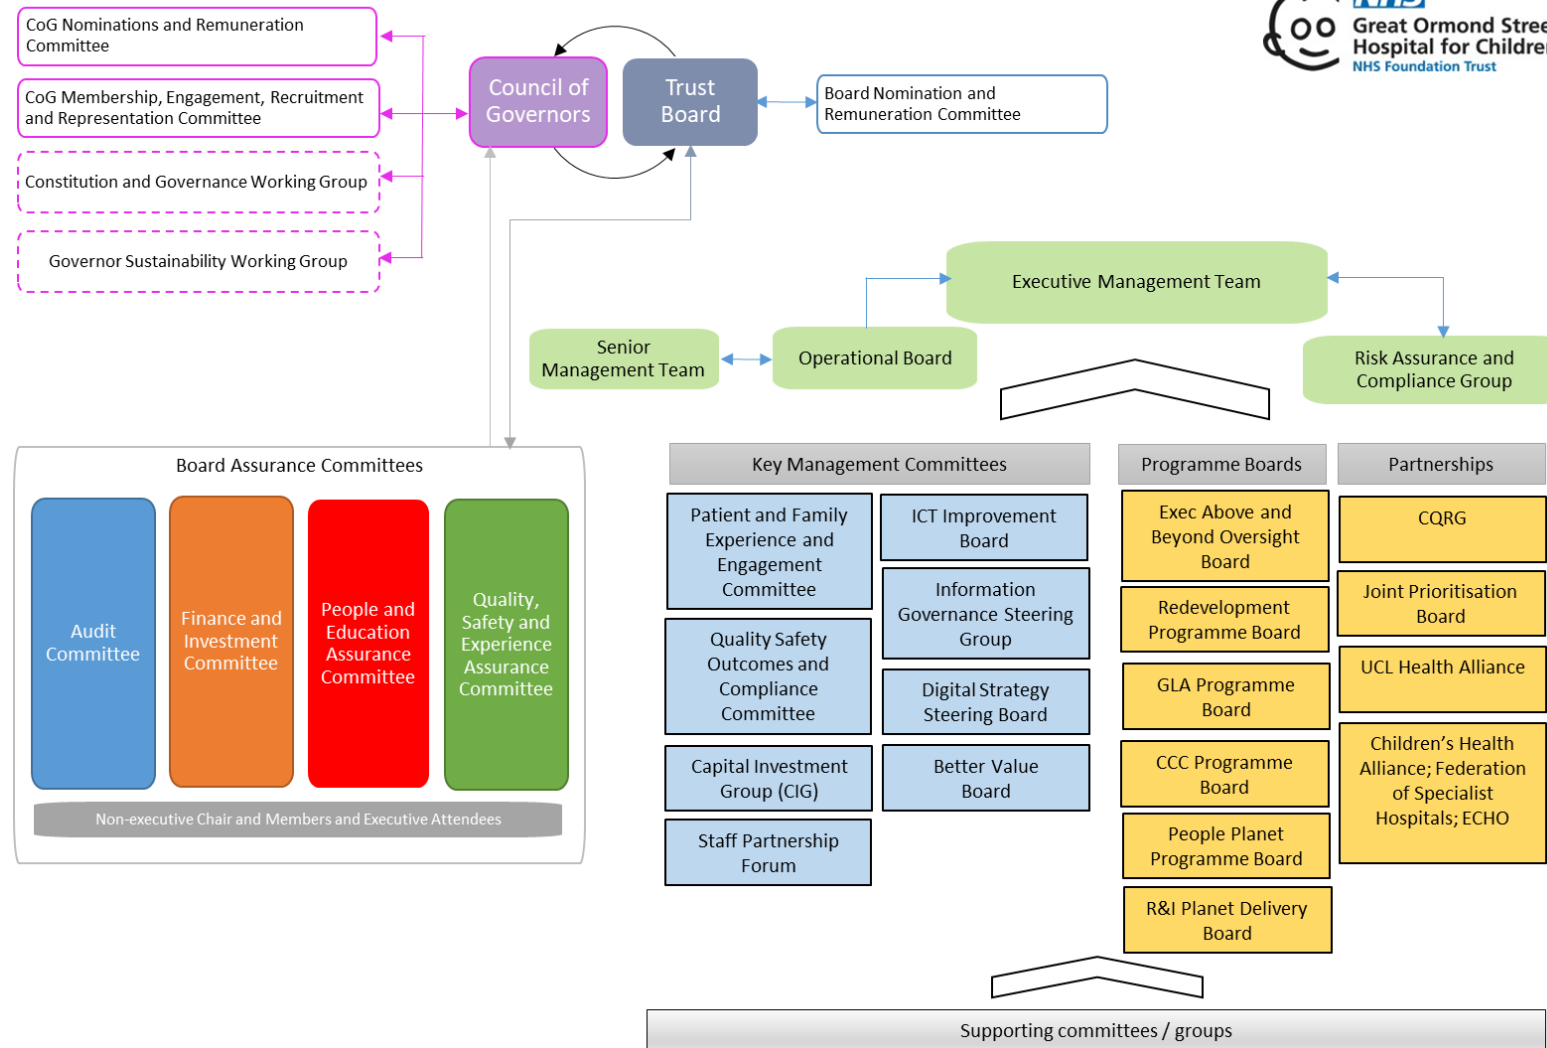 CoG Nominations and Remuneration
Committee
CoG Membership, Engagement, Recruitment
and Representation Committee
Constitution and Governance Working Group
Governor Sustainability Working Group
Council of
Governors
Trust
Board
Board Nomination and
Remuneration Committee
NHS
Great Ormond Stree
Hospital for Childre
NHS Foundation Trust
Executive Management Team
Senior
Management Team
Operational Board
Risk Assurance and
Compliance Group
Board Assurance Committees
Audit
Committee
Finance and
Investment
Committee
People and
Education
Assurance
Committee
Quality,
Safety and
Experience
Assurance
Committee
Non-executive Chair and Members and Executive Attendees
Key Management Committees
Patient and Family
Experience and
Engagement
Committee
Quality Safety
Outcomes and
Compliance
Committee
Capital Investment
Group (CIG)
Staff Partnership
Forum
ICT Improvement
Board
Information
Governance Steering
Group
Digital Strategy
Steering Board
Better Value
Board
Programme Boards
Exec Above and
Beyond Oversight
Board
Redevelopment
Programme Board
GLA Programme
Board
CCC Programme
Board
People Planet
Programme Board
R&I Planet Delivery
Board
Partnerships
CQRG
Joint Prioritisation
Board
UCL Health Alliance
Children’s Health
Alliance; Federation
of Specialist
Hospitals; ECHO
Supporting committees / groups